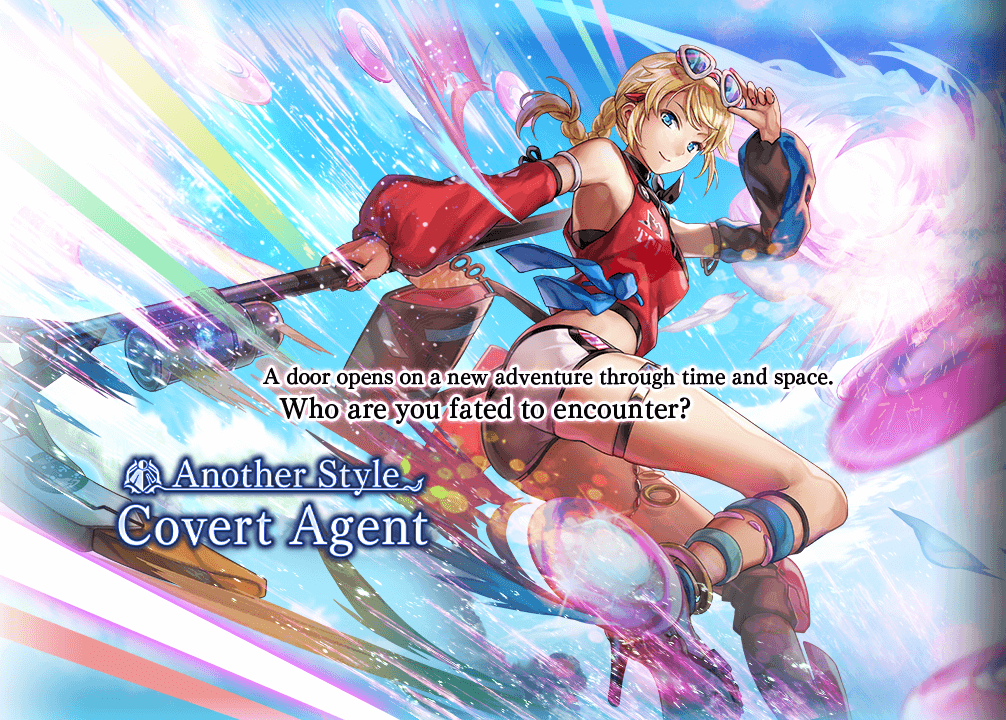 A door opens on a new adventure through time and space.
Who are you fated to encounter?
Another Style
Covert Agent